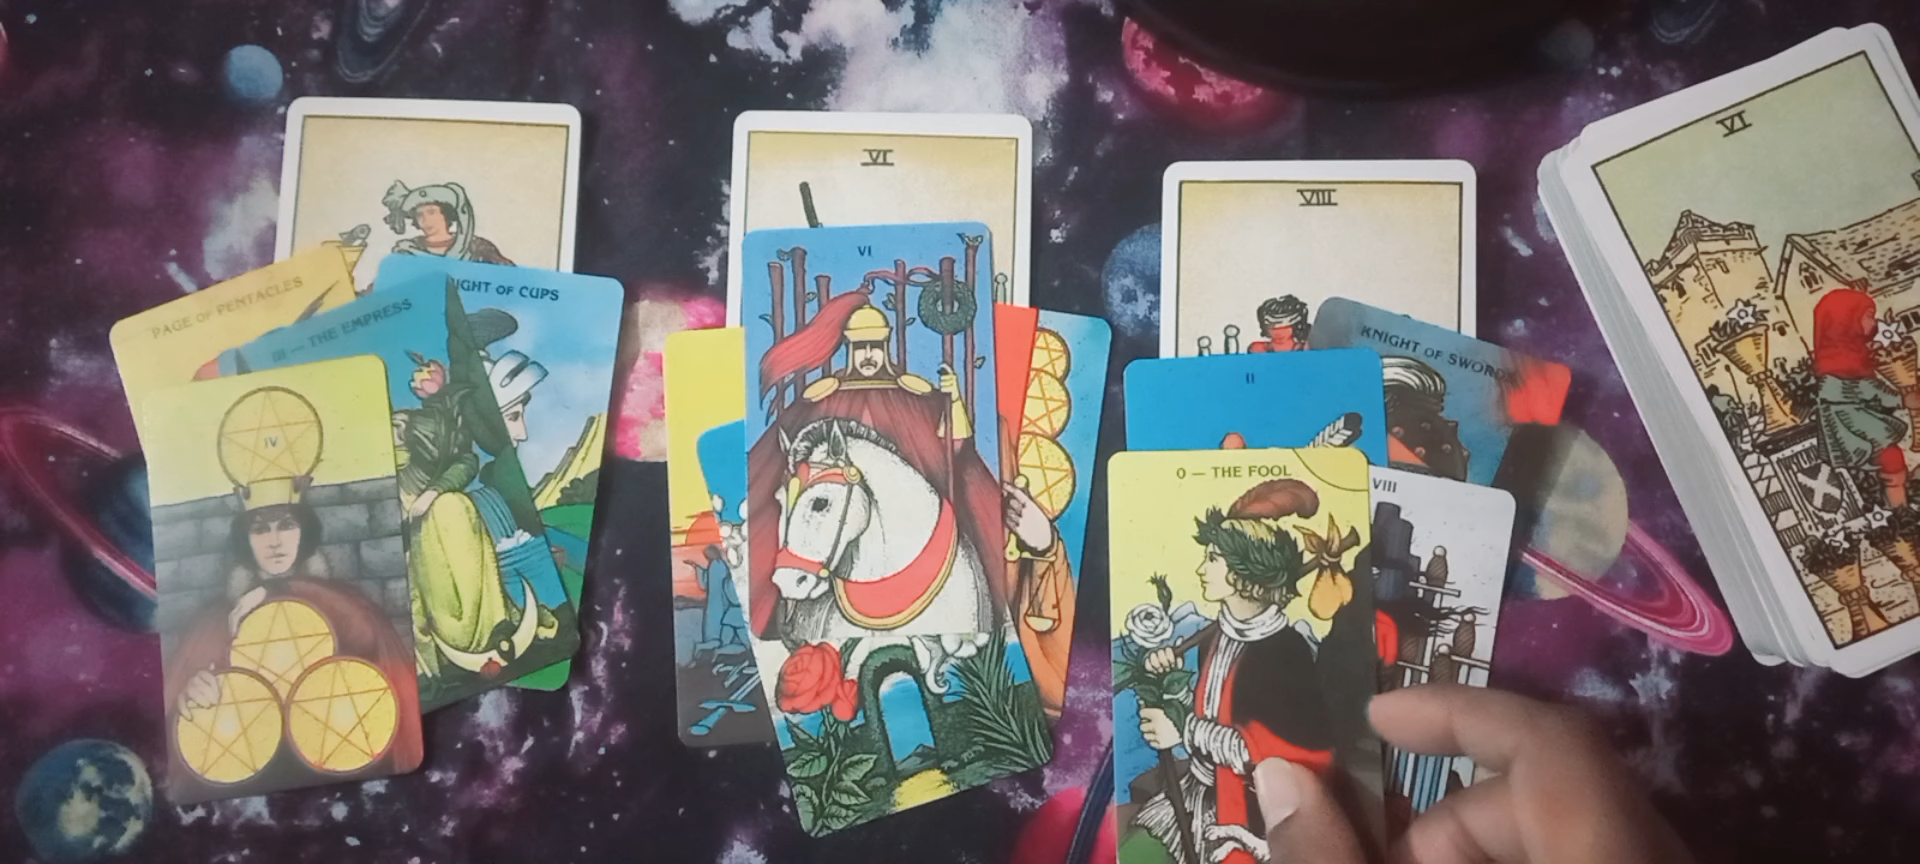 PAGE OF PENTACLES
III — THE EMPRESS
IGHT OF CUPS
IV
VI
VI
VIII
II
KNIGHT OF SWORDS
0 — THE FOOL
VIII
VI